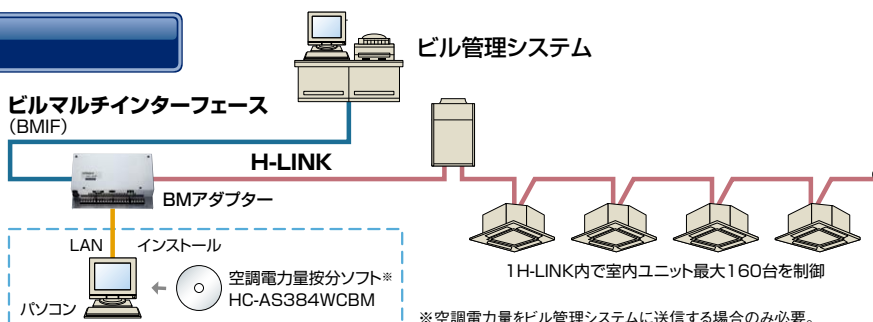 ビル管理システム
ビルマルチインターフェース
(BMIF)
H-LINK
BMアダプター
LAN インストール
空調電力量按分ソフト※
HC-AS384WCBM
パソコン
1H-LINK内で室内ユニット最大160台を制御
※空調電力量をビル管理システムに送信する場合のみ必要。